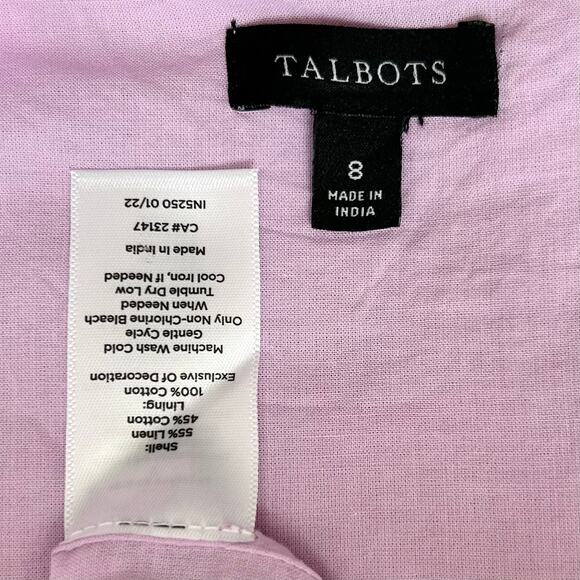 TALBOTS
8
MADE IN
INDIA
Shell:
55% Linen
45% Cotton
Lining:
100% Cotton
Exclusive Of Decoration
Machine Wash Cold
Gentle Cycle
Only Non-Chlorine Bleach
When Needed
Tumble Dry Low
Cool Iron, If Needed
Made In India
CA# 23147
IN5250 01/22